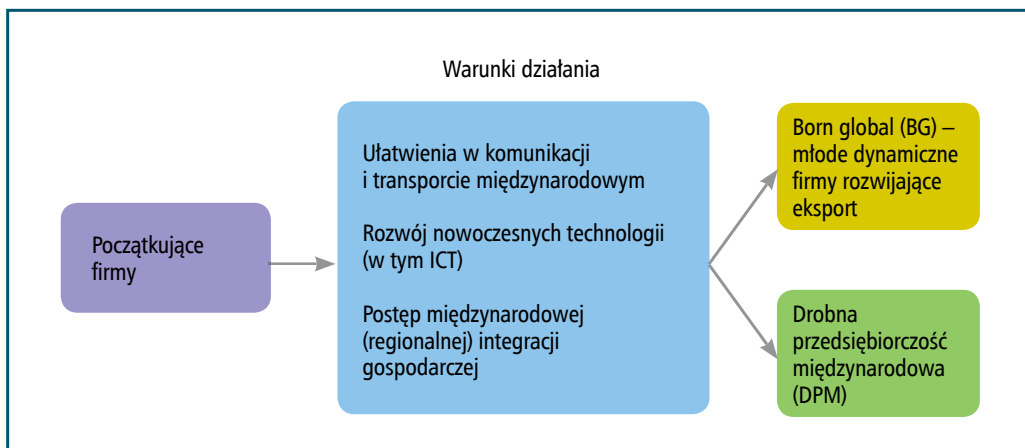 Warunki działania
Początkujące
firmy
Ułatwienia w komunikacji
i transporcie międzynarodowym
Rozwój nowoczesnych technologii
(w tym ICT)
Postęp międzynarodowej
(regionalnej) integracji
gospodarczej
Born global (BG) –
młode dynamiczne
firmy rozwijające
eksport
Drobna
przedsiębiorczość
międzynarodowa
(DPM)